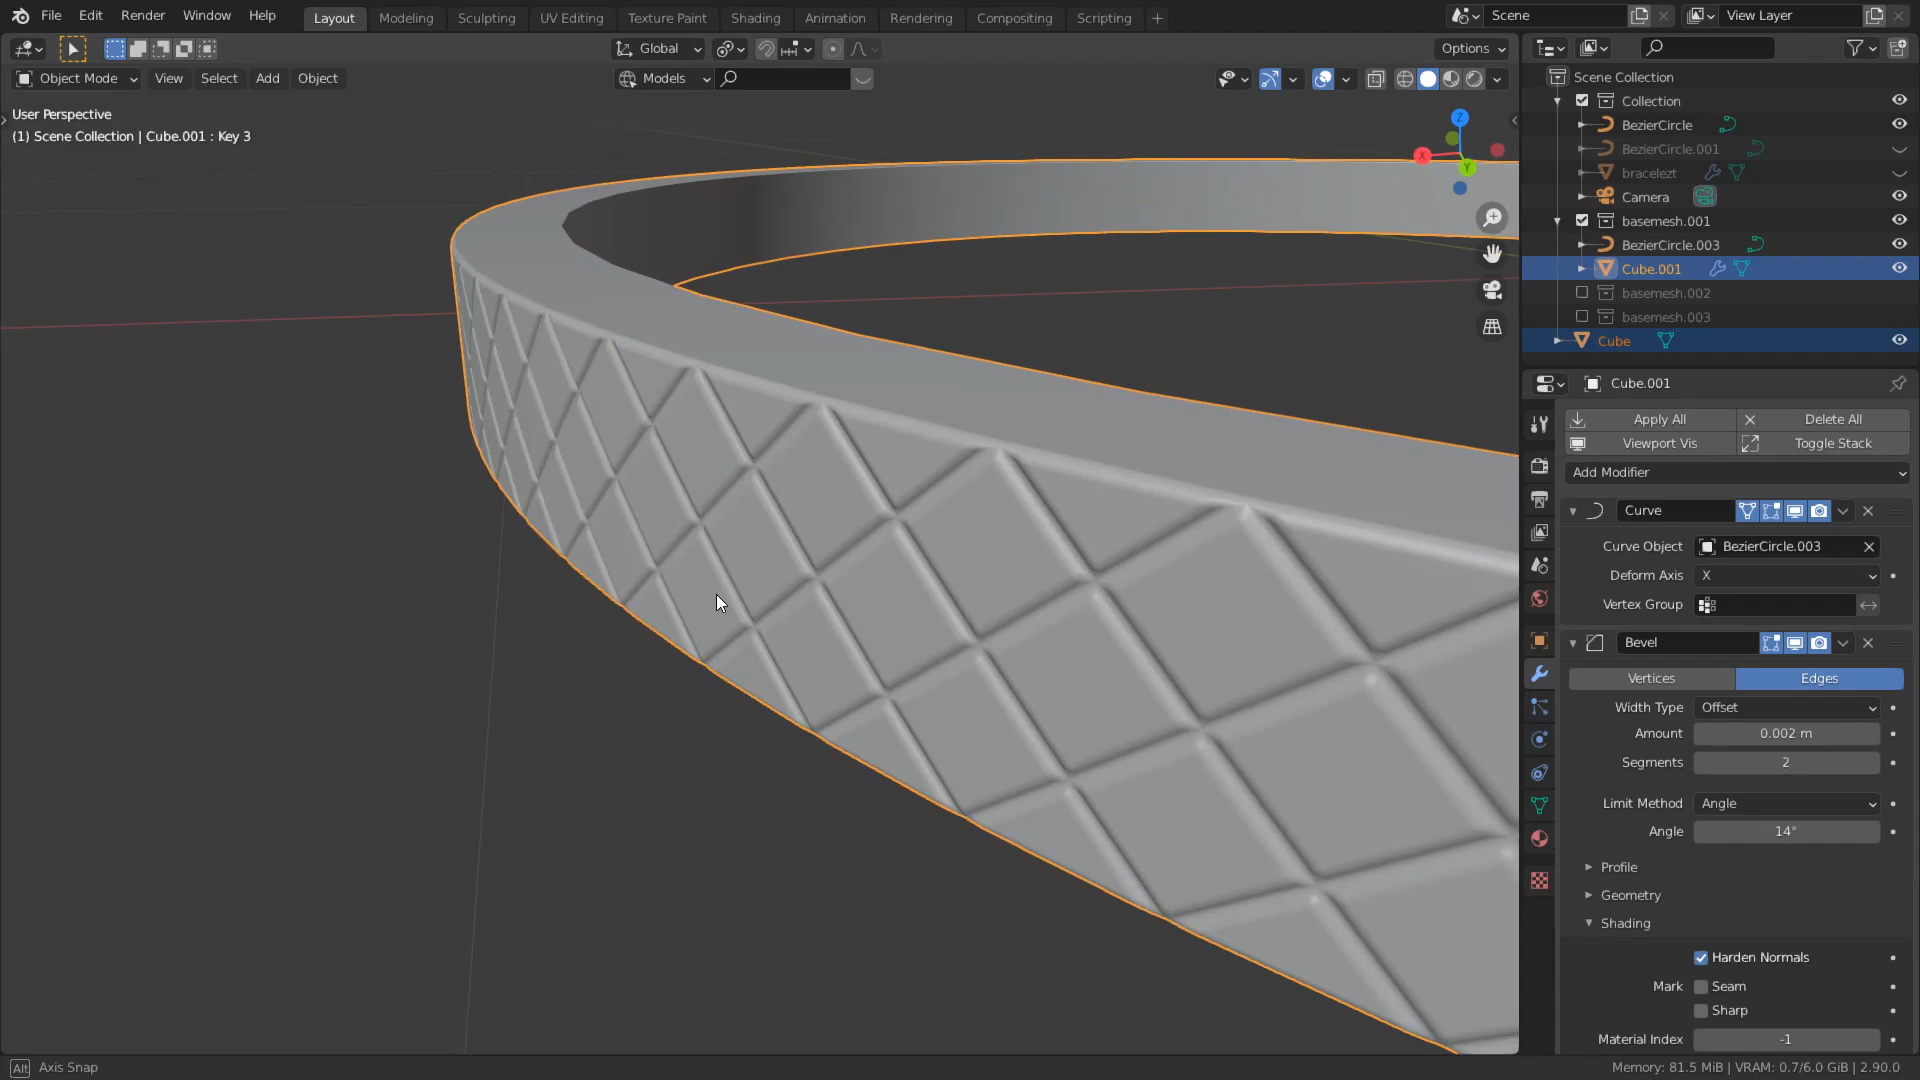 File Edit Render Window Help Layout Modeling Sculpting UV Editing Texture Paint Shading Animation Rendering Compositing Scripting + Scene View Layer
Global Options
Object Mode View Select Add Object Models
User Perspective
(1) Scene Collection | Cube.001 : Key 3
Z
X
Y
Scene Collection
Collection
BezierCircle
BezierCircle.001
bracelezt
Camera
basemesh.001
BezierCircle.003
Cube.001
basemesh.002
basemesh.003
Cube
Cube.001
Apply All Delete All
Viewport Vis Toggle Stack
Add Modifier
Curve
Curve Object BezierCircle.003
Deform Axis X
Vertex Group
Bevel
Vertices Edges
Width Type Offset
Amount 0.002 m
Segments 2
Limit Method Angle
Angle 14°
Profile
Geometry
Shading
Harden Normals
Mark Seam
Sharp
Material Index -1
Alt Axis Snap Memory: 81.5 MiB | VRAM: 0.7/6.0 GiB | 2.90.0